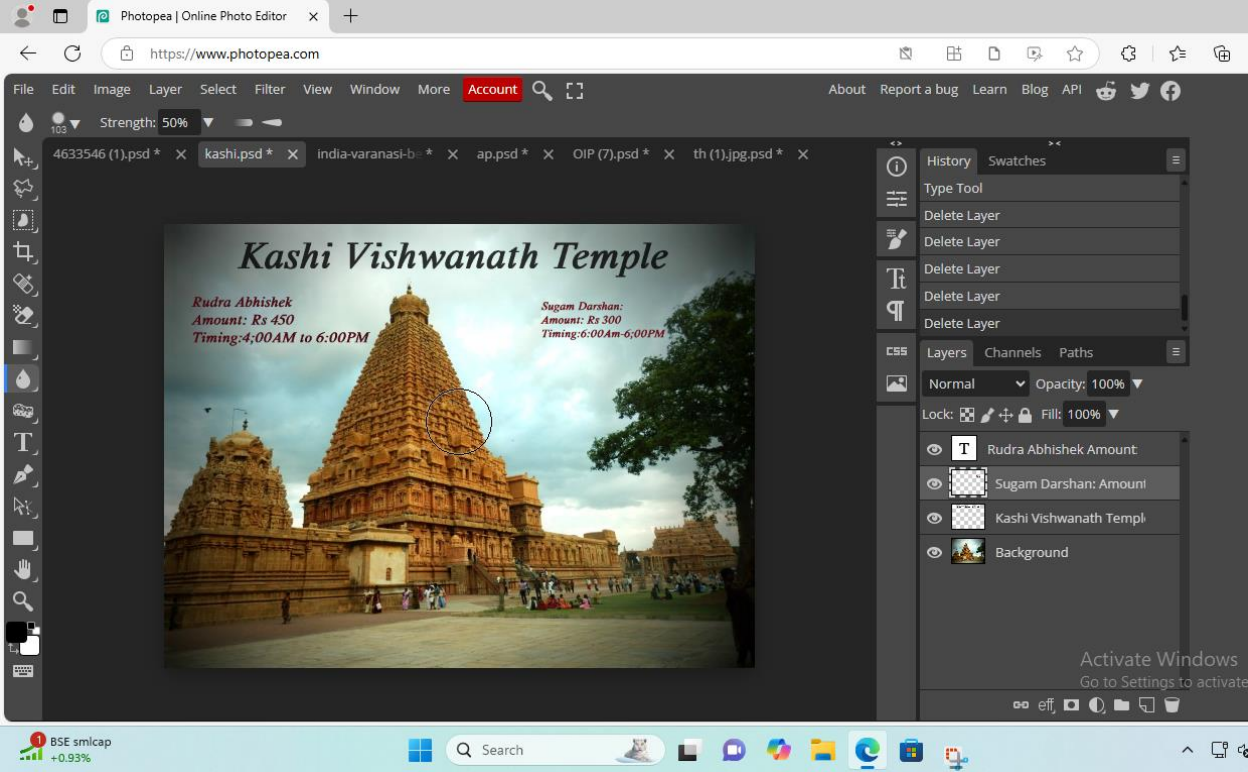 Photopea | Online Photo Editor
https://www.photopea.com
File Edit Image Layer Select Filter View Window More Account About Report a bug Learn Blog API
103 Strength: 50%
4633546 (1).psd * kashi.psd * india-varanasi-be * ap.psd * OIP (7).psd * th (1).jpg.psd *
History Swatches
Type Tool
Delete Layer
Delete Layer
Delete Layer
Delete Layer
Delete Layer
Kashi Vishwanath Temple
Rudra Abhishek
Amount: Rs 450
Timing:4;00AM to 6:00PM
Sugam Darshan:
Amount: Rs 300
Timing:6:00Am-6;00PM
CSS
Layers Channels Paths
Normal Opacity: 100%
Lock: Fill: 100%
T Rudra Abhishek Amount:
Sugam Darshan: Amount
Kashi Vishwanath Temple
Background
Activate Windows
Go to Settings to activate
eff
1 BSE smlcap
+0.93%
Search